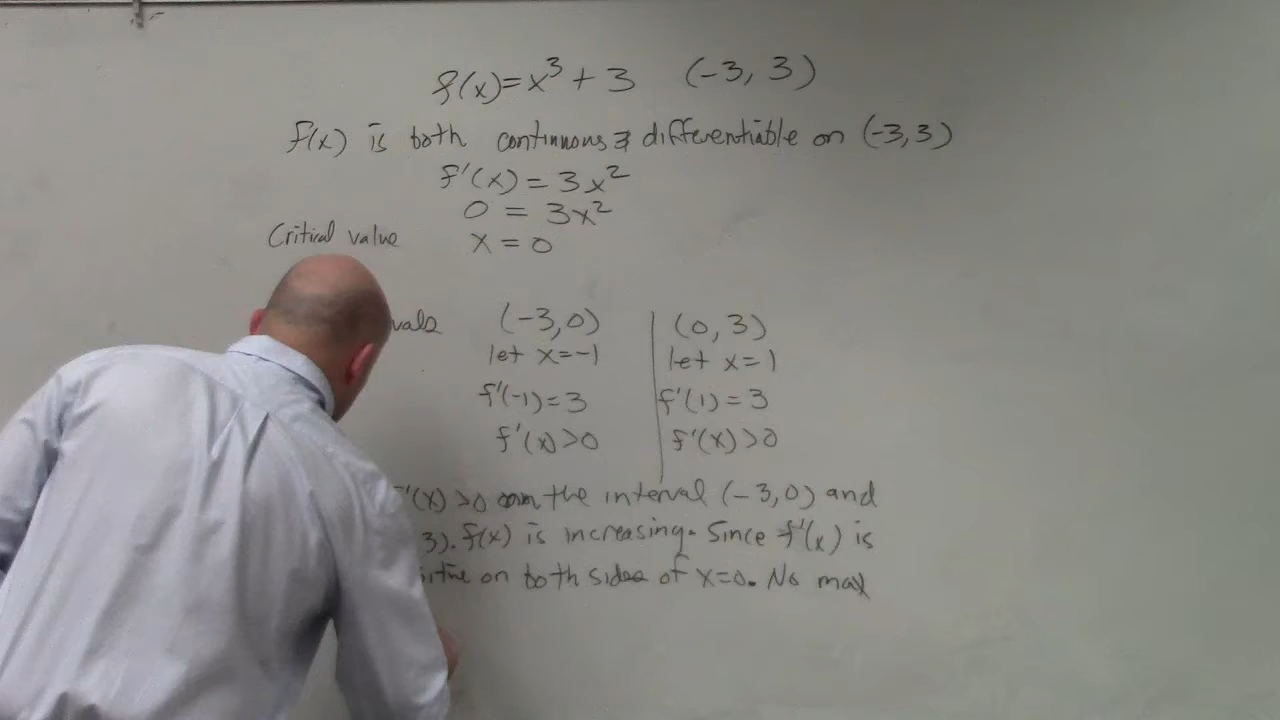 f(x)=x³+3 (-3, 3)
f(x) is both continuous & differentiable on (-3,3)
f'(x) = 3x²
0 = 3x²
Critical value x = 0
vals (-3,0) (0, 3)
let x=-1 let x=1
f'(-1)=3 f'(1)=3
f'(x)>0 f'(x)>0
f'(x) >0 on the interval (-3,0) and
3). f(x) is increasing. Since f'(x) is
on both sides of x=0. No max